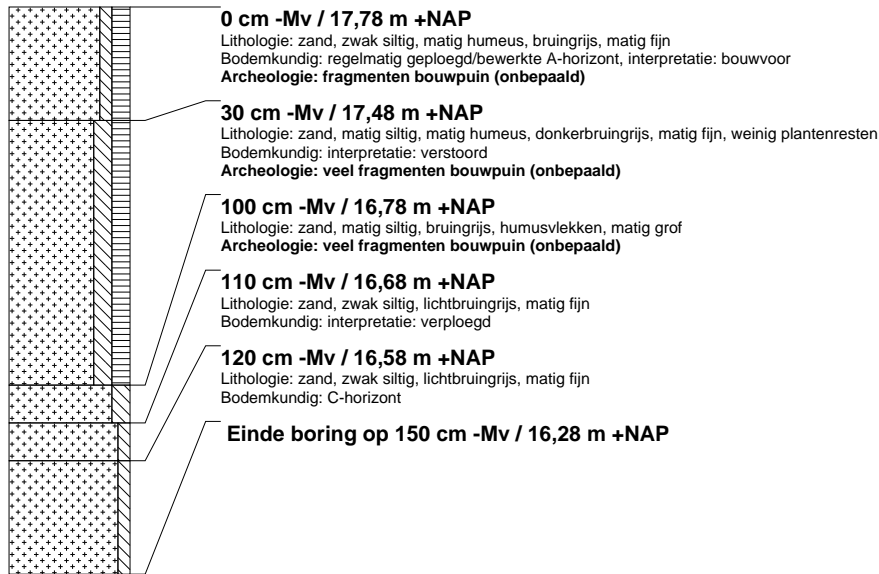 0 cm -Mv / 17,78 m +NAP
Lithologie: zand, zwak siltig, matig humeus, bruingrijs, matig fijn
Bodemkundig: regelmatig geploegd/bewerkte A-horizont, interpretatie: bouwvoor
Archeologie: fragmenten bouwpuin (onbepaald)
30 cm -Mv / 17,48 m +NAP
Lithologie: zand, matig siltig, matig humeus, donkerbruingrijs, matig fijn, weinig plantenresten
Bodemkundig: interpretatie: verstoord
Archeologie: veel fragmenten bouwpuin (onbepaald)
100 cm -Mv / 16,78 m +NAP
Lithologie: zand, matig siltig, bruingrijs, humusvlekken, matig grof
Archeologie: veel fragmenten bouwpuin (onbepaald)
110 cm -Mv / 16,68 m +NAP
Lithologie: zand, zwak siltig, lichtbruingrijs, matig fijn
Bodemkundig: interpretatie: verploegd
120 cm -Mv / 16,58 m +NAP
Lithologie: zand, zwak siltig, lichtbruingrijs, matig fijn
Bodemkundig: C-horizont
Einde boring op 150 cm -Mv / 16,28 m +NAP